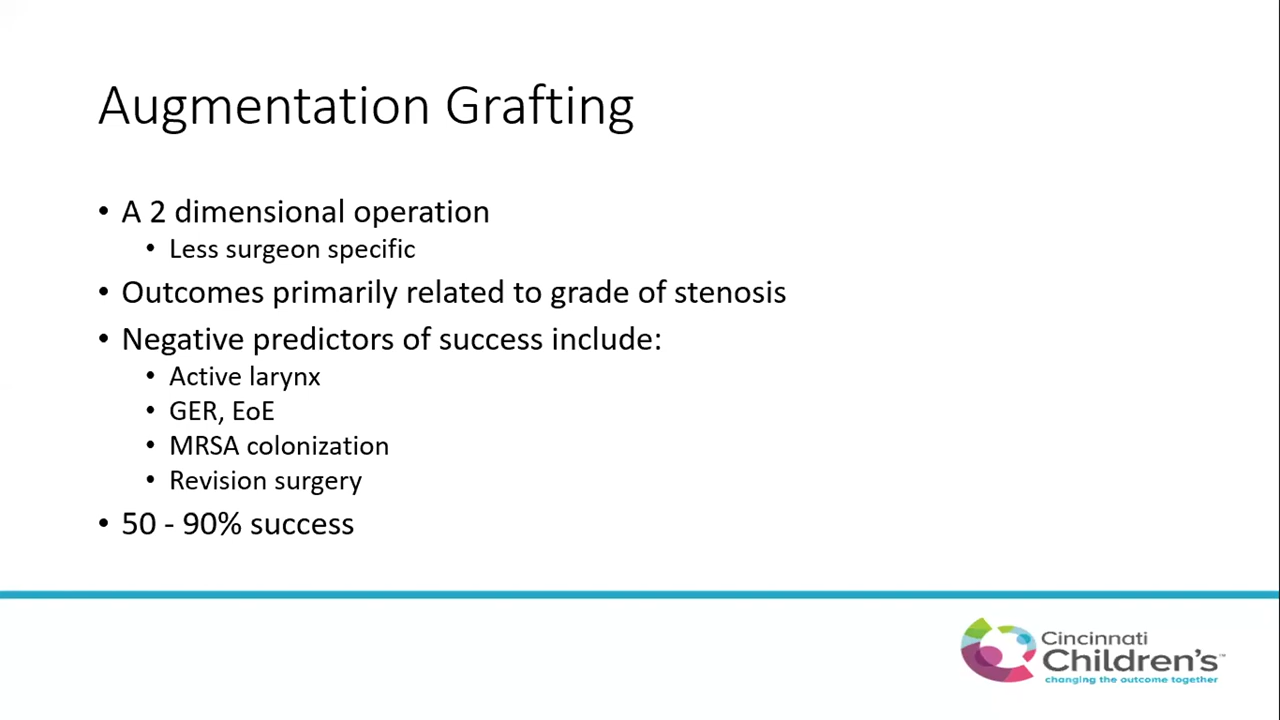 Augmentation Grafting
• A 2 dimensional operation
• Less surgeon specific
• Outcomes primarily related to grade of stenosis
• Negative predictors of success include:
• Active larynx
• GER, EoE
• MRSA colonization
• Revision surgery
• 50 - 90% success
Cincinnati
Children's™
changing the outcome together